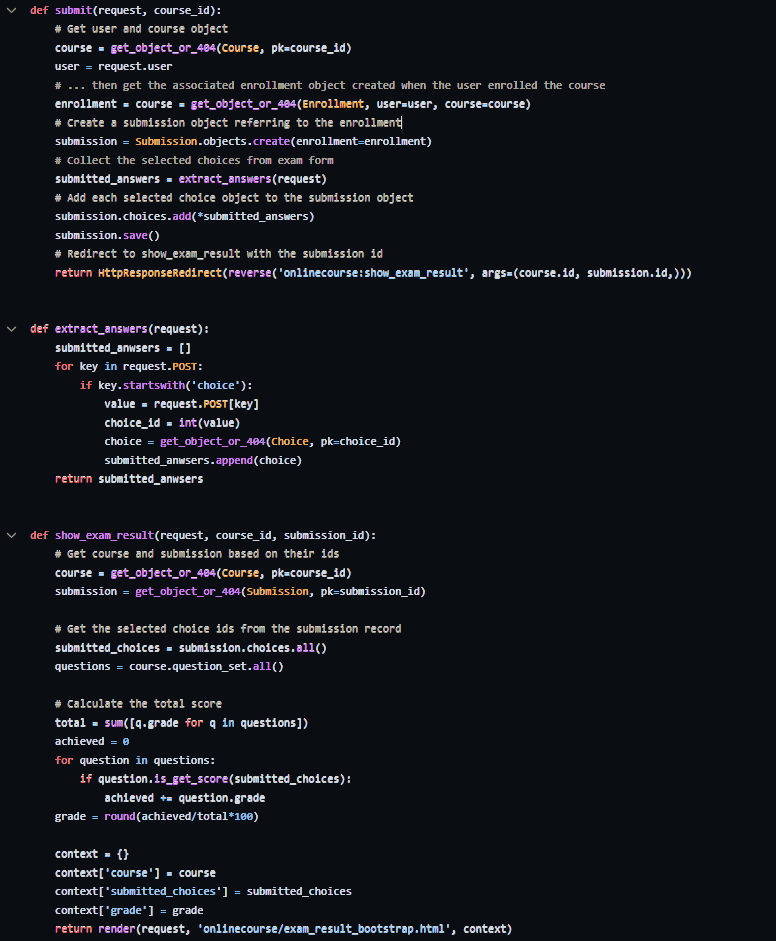 def submit(request, course_id):
    # Get user and course object
    course = get_object_or_404(Course, pk=course_id)
    user = request.user
    # ... then get the associated enrollment object created when the user enrolled the course
    enrollment = course = get_object_or_404(Enrollment, user=user, course=course)
    # Create a submission object referring to the enrollment
    submission = Submission.objects.create(enrollment=enrollment)
    # Collect the selected choices from exam form
    submitted_answers = extract_answers(request)
    # Add each selected choice object to the submission object
    submission.choices.add(*submitted_answers)
    submission.save()
    # Redirect to show_exam_result with the submission id
    return HttpResponseRedirect(reverse('onlinecourse:show_exam_result', args=(course.id, submission.id,)))
def extract_answers(request):
    submitted_anwsers = []
    for key in request.POST:
        if key.startswith('choice'):
            value = request.POST[key]
            choice_id = int(value)
            choice = get_object_or_404(Choice, pk=choice_id)
            submitted_anwsers.append(choice)
    return submitted_anwsers
def show_exam_result(request, course_id, submission_id):
    # Get course and submission based on their ids
    course = get_object_or_404(Course, pk=course_id)
    submission = get_object_or_404(Submission, pk=submission_id)
    # Get the selected choice ids from the submission record
    submitted_choices = submission.choices.all()
    questions = course.question_set.all()
    # Calculate the total score
    total = sum([q.grade for q in questions])
    achieved = 0
    for question in questions:
        if question.is_get_score(submitted_choices):
            achieved += question.grade
    grade = round(achieved/total*100)
    context = {}
    context['course'] = course
    context['submitted_choices'] = submitted_choices
    context['grade'] = grade
    return render(request, 'onlinecourse/exam_result_bootstrap.html', context)